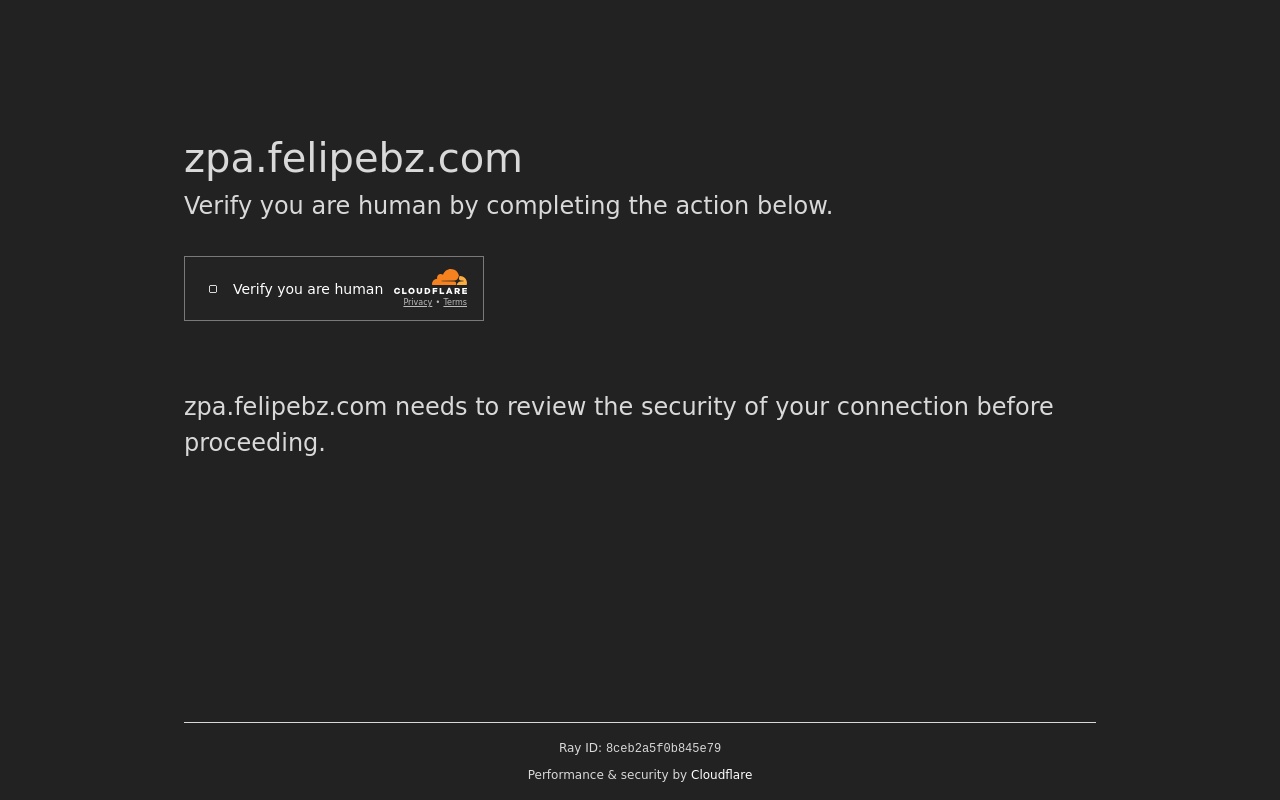 zpa.felipebz.com
Verify you are human by completing the action below.
Verify you are human
CLOUDFLARE
Privacy • Terms
zpa.felipebz.com needs to review the security of your connection before
proceeding.
Ray ID: 8ceb2a5f0b845e79
Performance & security by Cloudflare